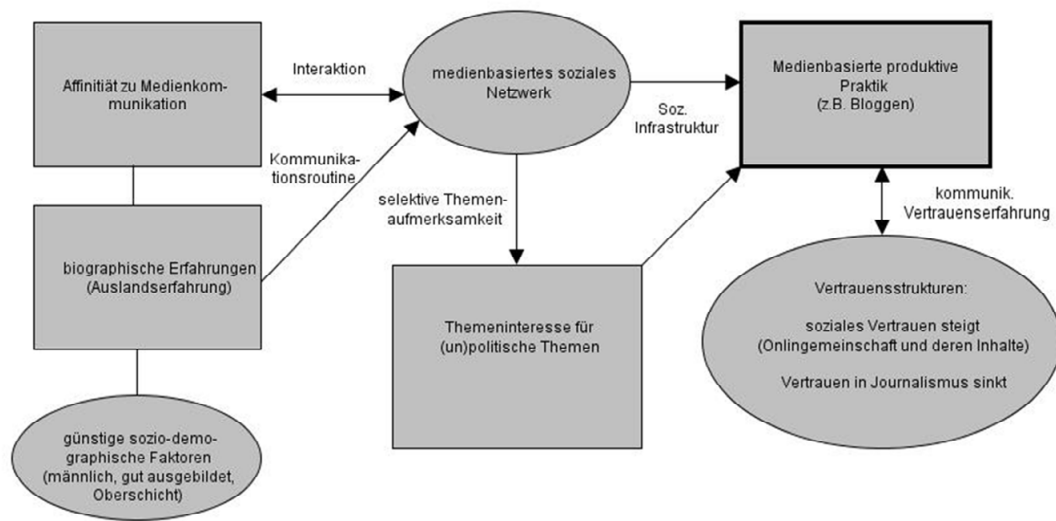 Affinitiät zu Medienkom-
munikation
Interaktion
medienbasiertes soziales
Netzwerk
Soz.
Infrastruktur
Medienbasierte produktive
Praktik
(z.B. Bloggen)
Kommunika-
tionsroutine
selektive Themen-
aufmerksamkeit
kommunik.
Vertrauenserfahrung
biographische Erfahrungen
(Auslandserfahrung)
Themeninteresse für
(un)politische Themen
Vertrauensstrukturen:
soziales Vertrauen steigt
(Onlingemeinschaft und deren Inhalte)
Vertrauen in Journalismus sinkt
günstige sozio-demo-
graphische Faktoren
(männlich, gut ausgebildet,
Oberschicht)